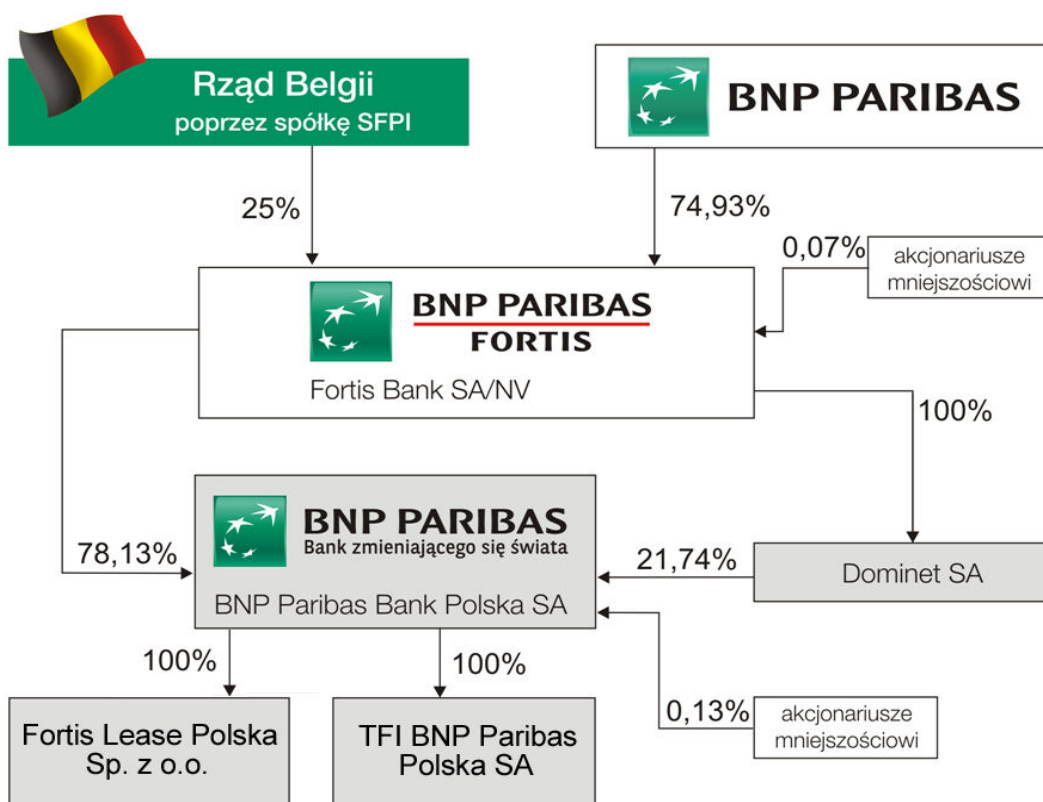 Rząd Belgii
poprzez spółkę SFPI
BNP PARIBAS
25%
74,93%
0,07%
akcjonariusze
mniejszościowi
BNP PARIBAS
FORTIS
Fortis Bank SA/NV
100%
BNP PARIBAS
Bank zmieniającego się świata
BNP Paribas Bank Polska SA
78,13%
21,74%
Dominet SA
100%
100%
0,13%
akcjonariusze
mniejszościowi
Fortis Lease Polska
Sp. z o.o.
TFI BNP Paribas
Polska SA